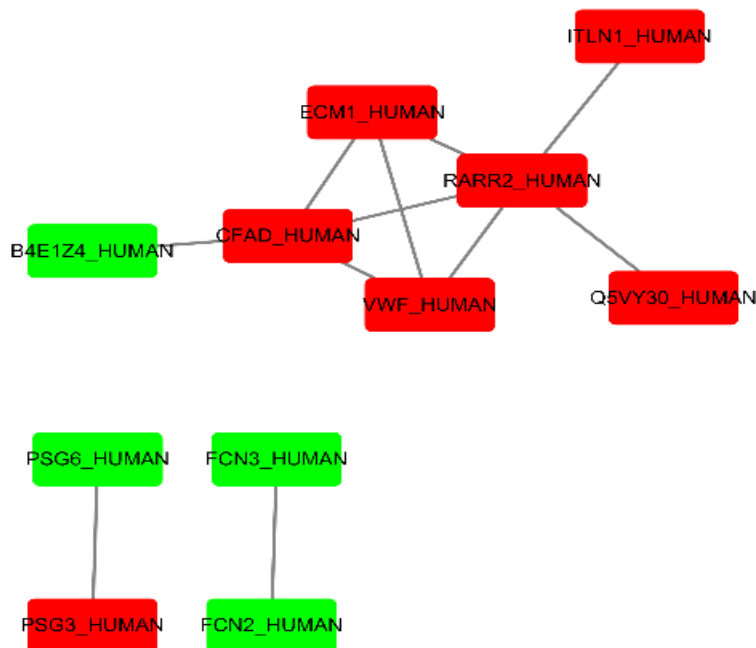 ITLN1_HUMAN
ECM1_HUMAN
RARR2_HUMAN
CFAD_HUMAN
B4E1Z4_HUMAN
VWF_HUMAN
Q5VY30_HUMAN
PSG6_HUMAN
FCN3_HUMAN
PSG3_HUMAN
FCN2_HUMAN